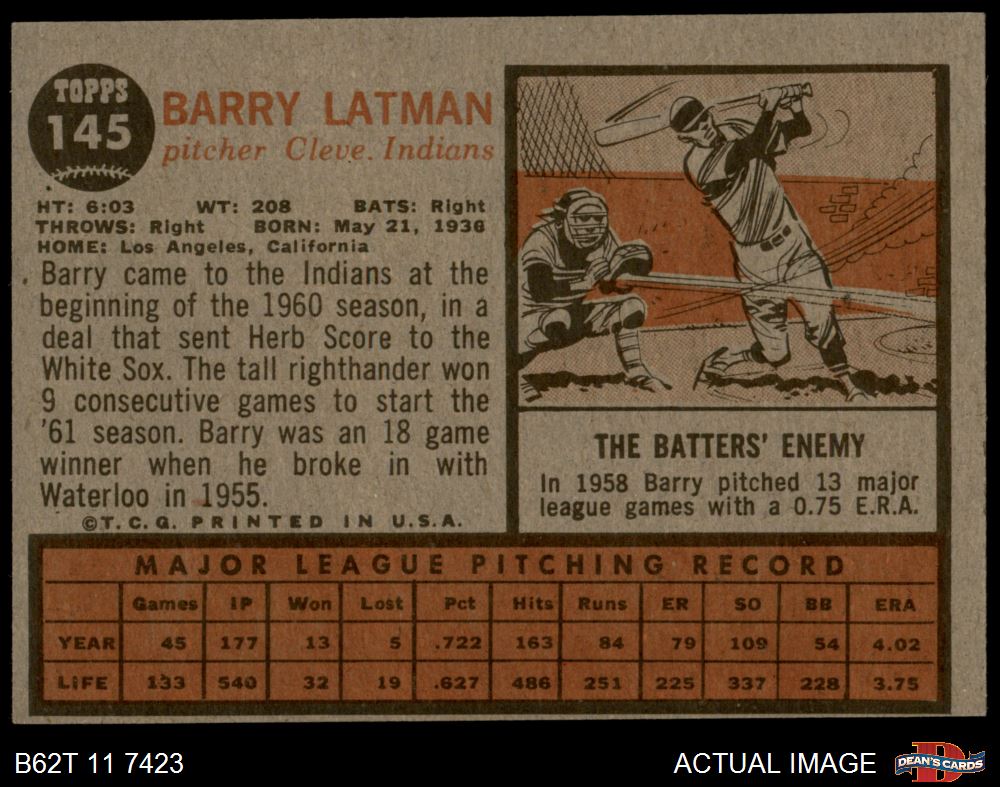 TOPPS
145
BARRY LATMAN
pitcher Cleve. Indians
HT: 6:03 WT: 208 BATS: Right
THROWS: Right BORN: May 21, 1936
HOME: Los Angeles, California
Barry came to the Indians at the
beginning of the 1960 season, in a
deal that sent Herb Score to the
White Sox. The tall righthander won
9 consecutive games to start the
'61 season. Barry was an 18 game
winner when he broke in with
Waterloo in 1955.
©T.C.G. PRINTED IN U.S.A.
THE BATTERS' ENEMY
In 1958 Barry pitched 13 major
league games with a 0.75 E.R.A.
MAJOR LEAGUE PITCHING RECORD
Games IP Won Lost Pct Hits Runs ER SO BB ERA
YEAR 45 177 13 5 .722 163 84 79 109 54 4.02
LIFE 133 540 32 19 .627 486 251 225 337 228 3.75
B62T 11 7423
ACTUAL IMAGE
D
DEAN'S CARDS